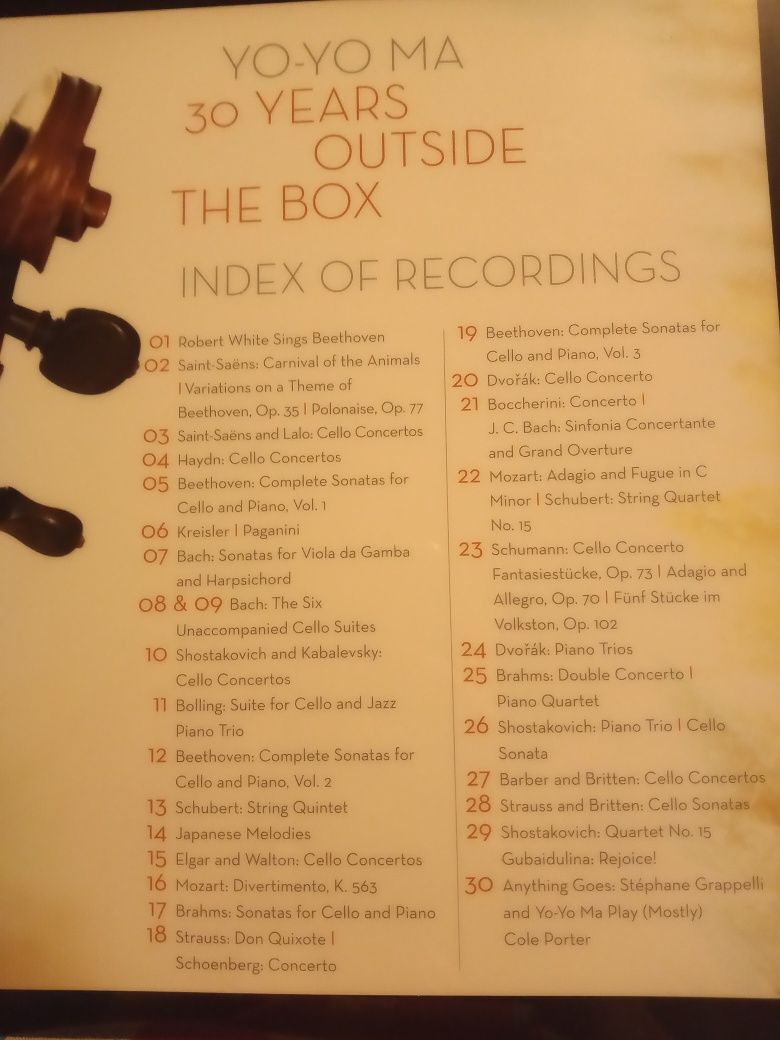 YO-YO MA
30 YEARS
OUTSIDE
THE BOX
INDEX OF RECORDINGS
01 Robert White Sings Beethoven
02 Saint-Saëns: Carnival of the Animals
| Variations on a Theme of
Beethoven, Op. 35 | Polonaise, Op. 77
03 Saint-Saëns and Lalo: Cello Concertos
04 Haydn: Cello Concertos
05 Beethoven: Complete Sonatas for
Cello and Piano, Vol. 1
06 Kreisler | Paganini
07 Bach: Sonatas for Viola da Gamba
and Harpsichord
08 & 09 Bach: The Six
Unaccompanied Cello Suites
10 Shostakovich and Kabalevsky:
Cello Concertos
11 Bolling: Suite for Cello and Jazz
Piano Trio
12 Beethoven: Complete Sonatas for
Cello and Piano, Vol. 2
13 Schubert: String Quintet
14 Japanese Melodies
15 Elgar and Walton: Cello Concertos
16 Mozart: Divertimento, K. 563
17 Brahms: Sonatas for Cello and Piano
18 Strauss: Don Quixote |
Schoenberg: Concerto
19 Beethoven: Complete Sonatas for
Cello and Piano, Vol. 3
20 Dvořák: Cello Concerto
21 Boccherini: Concerto |
J. C. Bach: Sinfonia Concertante
and Grand Overture
22 Mozart: Adagio and Fugue in C
Minor | Schubert: String Quartet
No. 15
23 Schumann: Cello Concerto
Fantasiestücke, Op. 73 | Adagio and
Allegro, Op. 70 | Fünf Stücke im
Volkston, Op. 102
24 Dvořák: Piano Trios
25 Brahms: Double Concerto |
Piano Quartet
26 Shostakovich: Piano Trio | Cello
Sonata
27 Barber and Britten: Cello Concertos
28 Strauss and Britten: Cello Sonatas
29 Shostakovich: Quartet No. 15
Gubaidulina: Rejoice!
30 Anything Goes: Stéphane Grappelli
and Yo-Yo Ma Play (Mostly)
Cole Porter